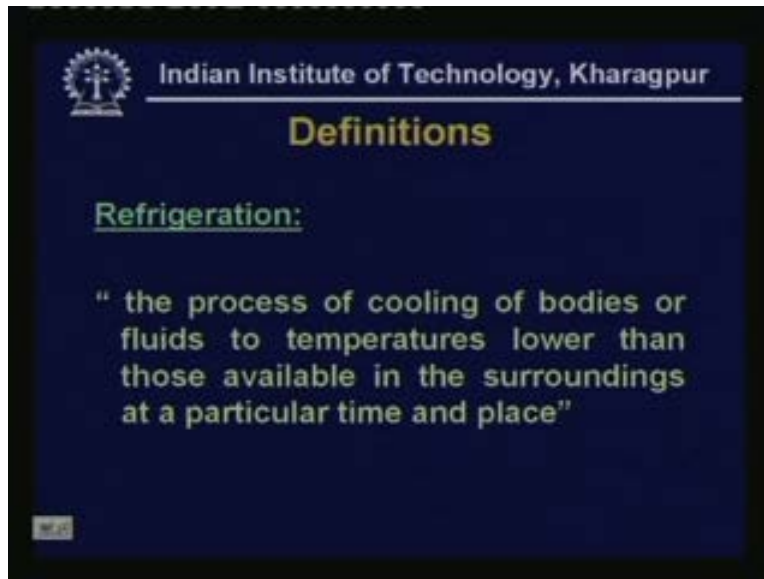 Indian Institute of Technology, Kharagpur
Definitions
Refrigeration:
“ the process of cooling of bodies or
fluids to temperatures lower than
those available in the surroundings
at a particular time and place”